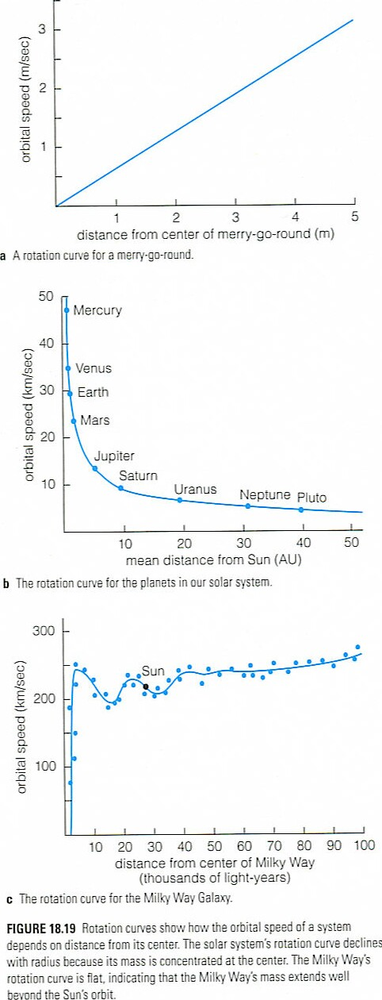 3
2
1
orbital speed (m/sec)
1 2 3 4 5
distance from center of merry-go-round (m)
a A rotation curve for a merry-go-round.
50
40
30
20
10
orbital speed (km/sec)
Mercury
Venus
Earth
Mars
Jupiter
Saturn
Uranus
Neptune
Pluto
10 20 30 40 50
mean distance from Sun (AU)
b The rotation curve for the planets in our solar system.
300
200
100
orbital speed (km/sec)
Sun
10 20 30 40 50 60 70 80 90 100
distance from center of Milky Way
(thousands of light-years)
c The rotation curve for the Milky Way Galaxy.
FIGURE 18.19 Rotation curves show how the orbital speed of a system
depends on distance from its center. The solar system's rotation curve declines
with radius because its mass is concentrated at the center. The Milky Way's
rotation curve is flat, indicating that the Milky Way's mass extends well
beyond the Sun's orbit.